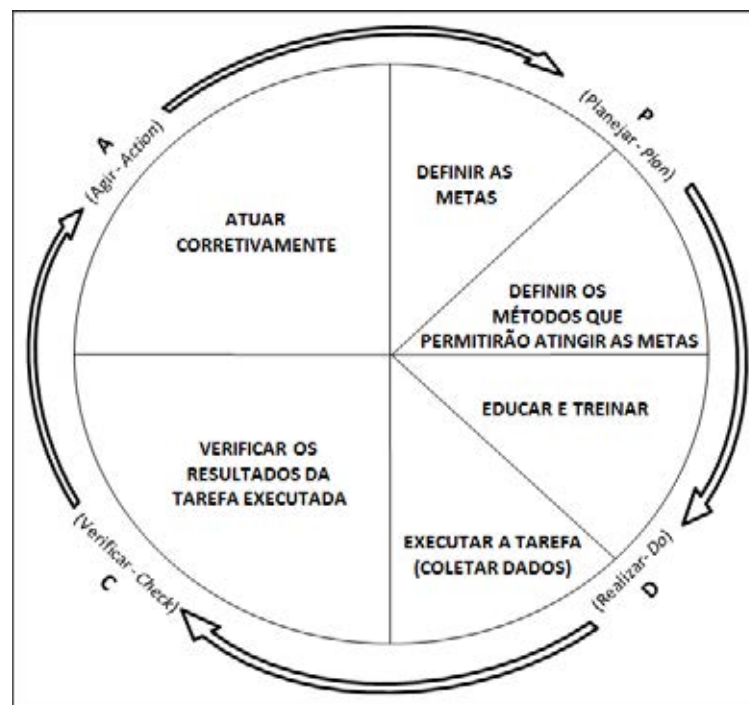 P
(Planejar - Plan)
DEFINIR AS
METAS
DEFINIR OS
MÉTODOS QUE
PERMITIRÃO ATINGIR AS METAS
EDUCAR E TREINAR
EXECUTAR A TAREFA
(COLETAR DADOS)
(Realizar- Do)
D
VERIFICAR OS
RESULTADOS DA
TAREFA EXECUTADA
(Verificar - Check)
C
ATUAR
CORRETIVAMENTE
A
(Agir - Action)